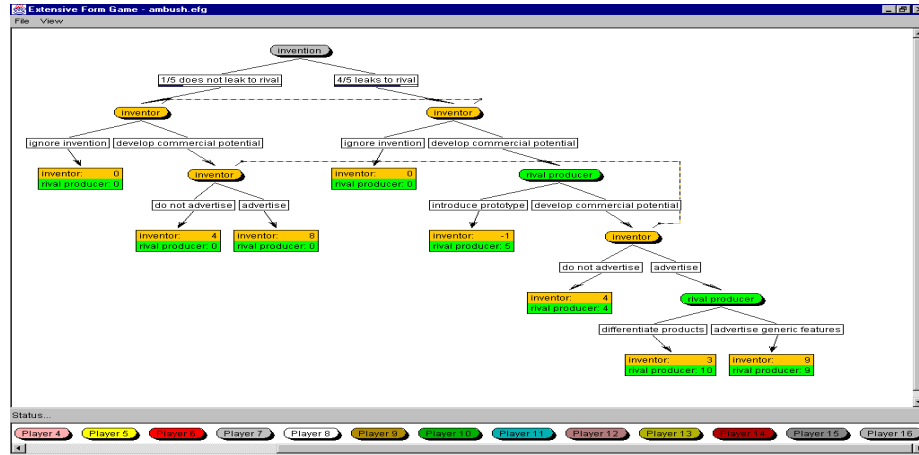 Extensive Form Game - ambush.efg
File View
invention
1/5 does not leak to rival 4/5 leaks to rival
inventor inventor
ignore invention develop commercial potential ignore invention develop commercial potential
inventor: 0 inventor inventor: 0 rival producer
rival producer: 0 rival producer: 0
do not advertise advertise introduce prototype develop commercial potential
inventor: 4 inventor: 8 inventor: -1 inventor
rival producer: 0 rival producer: 0 rival producer: 5
do not advertise advertise
inventor: 4 rival producer
rival producer: 4
differentiate products advertise generic features
inventor: 3 inventor: 9
rival producer: 10 rival producer: 9
Status...
Player 4 Player 5 Player 6 Player 7 Player 8 Player 9 Player 10 Player 11 Player 12 Player 13 Player 14 Player 15 Player 16